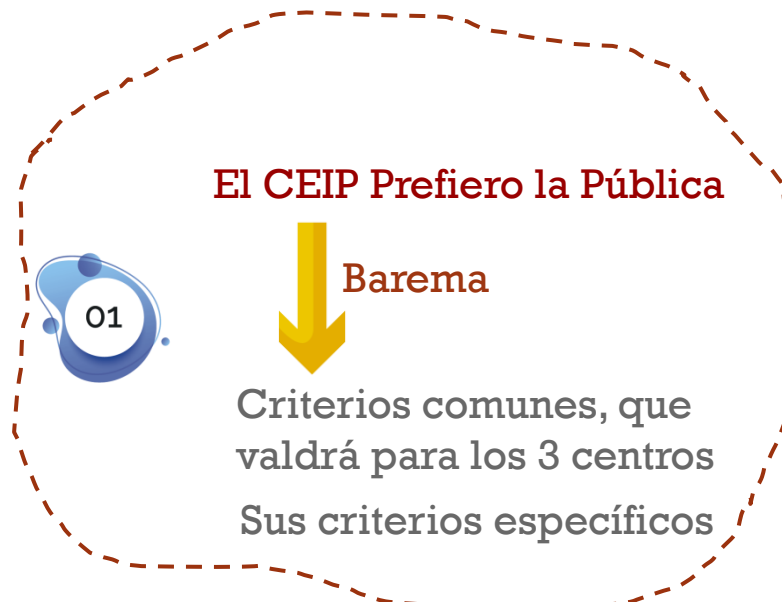 El CEIP Prefiero la Pública
Barema
01
Criterios comunes, que
valdrá para los 3 centros
Sus criterios específicos